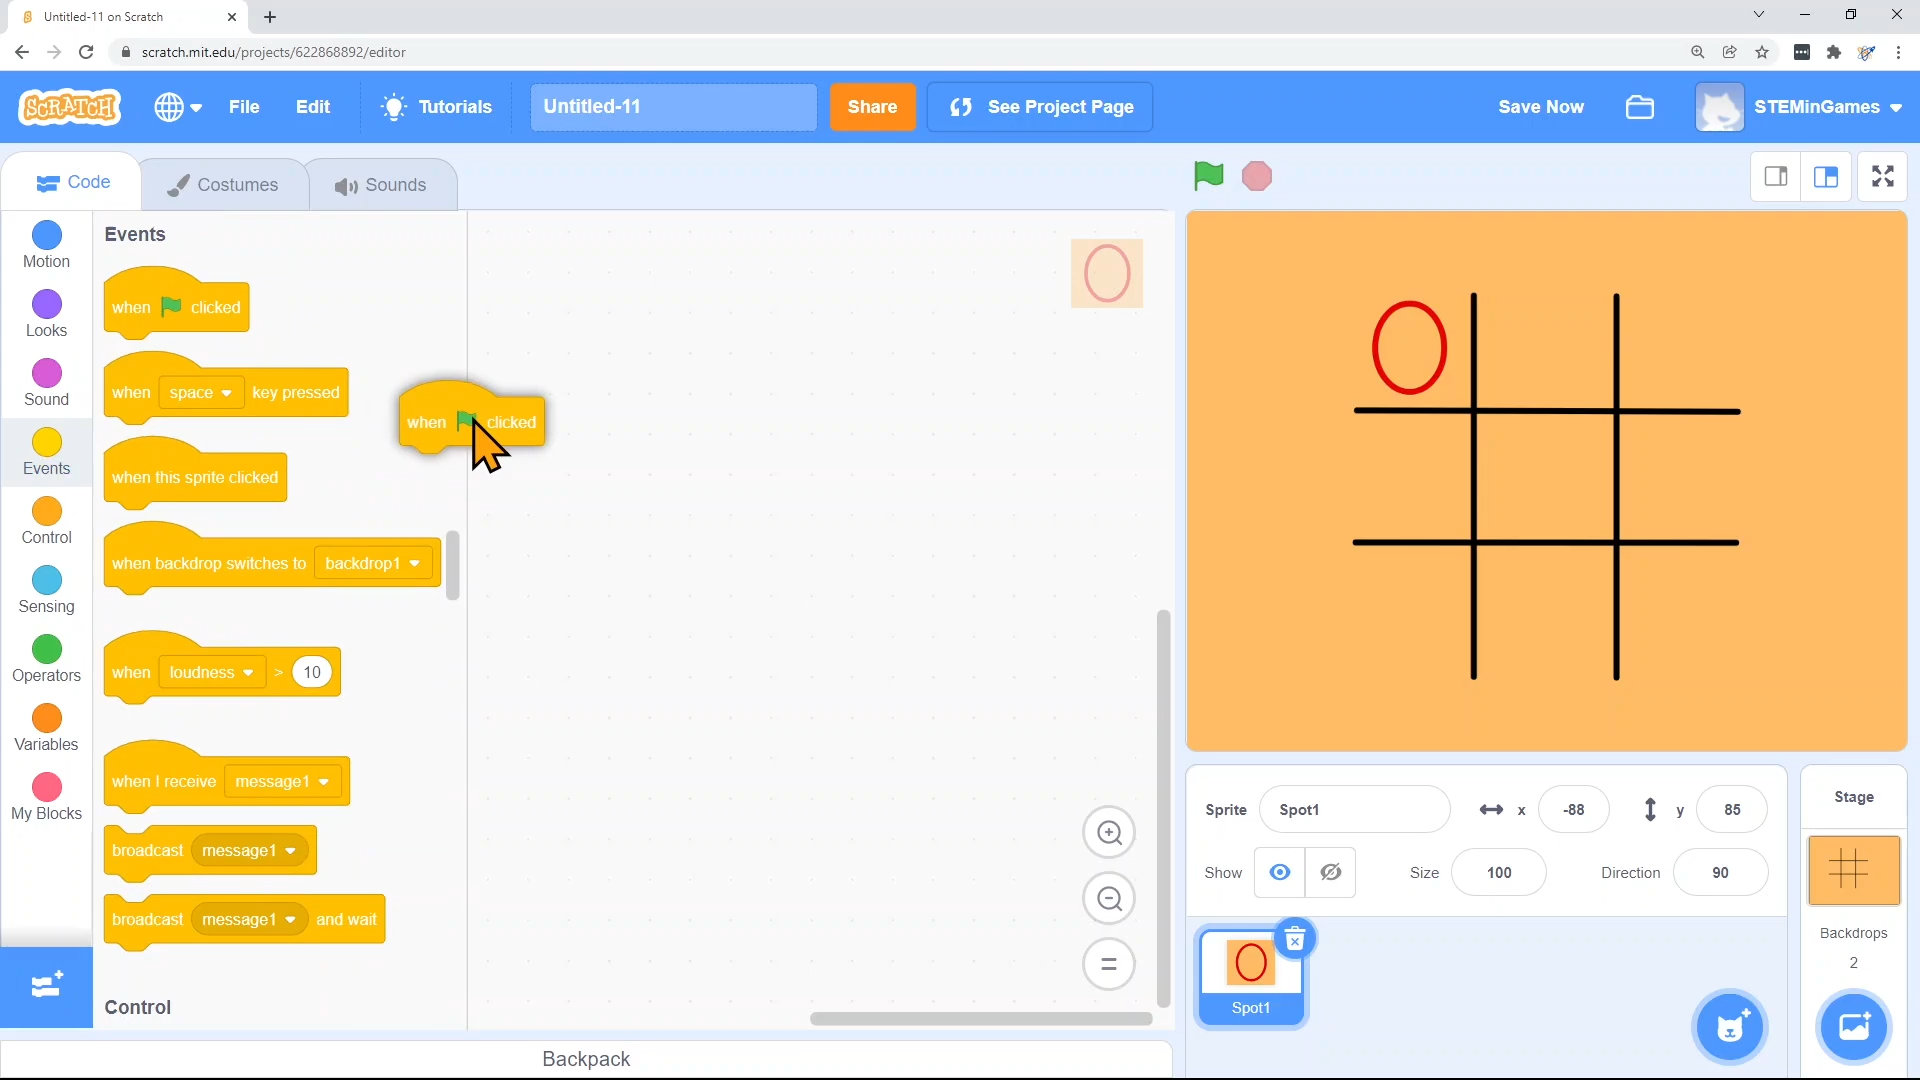 Untitled-11 on Scratch
scratch.mit.edu/projects/622868892/editor
SCRATCH
File
Edit
Tutorials
Untitled-11
Share
See Project Page
Save Now
STEMinGames
Code
Costumes
Sounds
Motion
Looks
Sound
Events
Control
Sensing
Operators
Variables
My Blocks
Events
when clicked
when space key pressed
when this sprite clicked
when backdrop switches to backdrop1
when loudness > 10
when I receive message1
broadcast message1
broadcast message1 and wait
Control
when clicked
Backpack
Sprite Spot1 x -88 y 85
Show Size 100 Direction 90
Spot1
Stage
Backdrops
2